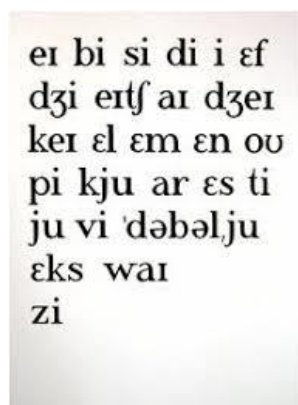 eɪ bi si di i ɛf
dʒi eɪtʃ aɪ dʒeɪ
keɪ ɛl ɛm ɛn oʊ
pi kju ar ɛs ti
ju vi ˈdəbəlˌju
ɛks waɪ
zi